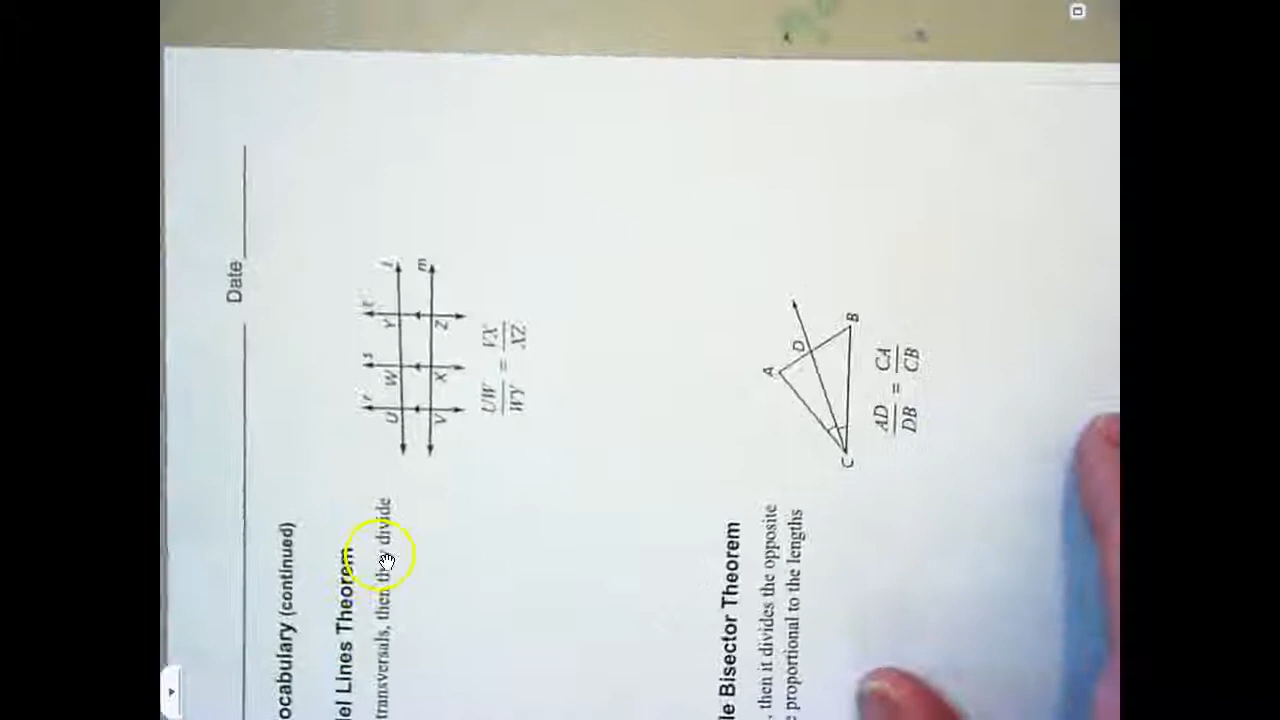 Date
ocabulary (continued)
el Lines Theorem
transversals, then they divide
r s t
U W Y l
V X Z m
UW/WY = VX/XZ
le Bisector Theorem
, then it divides the opposite
e proportional to the lengths
A
D
B
C
AD/DB = CA/CB